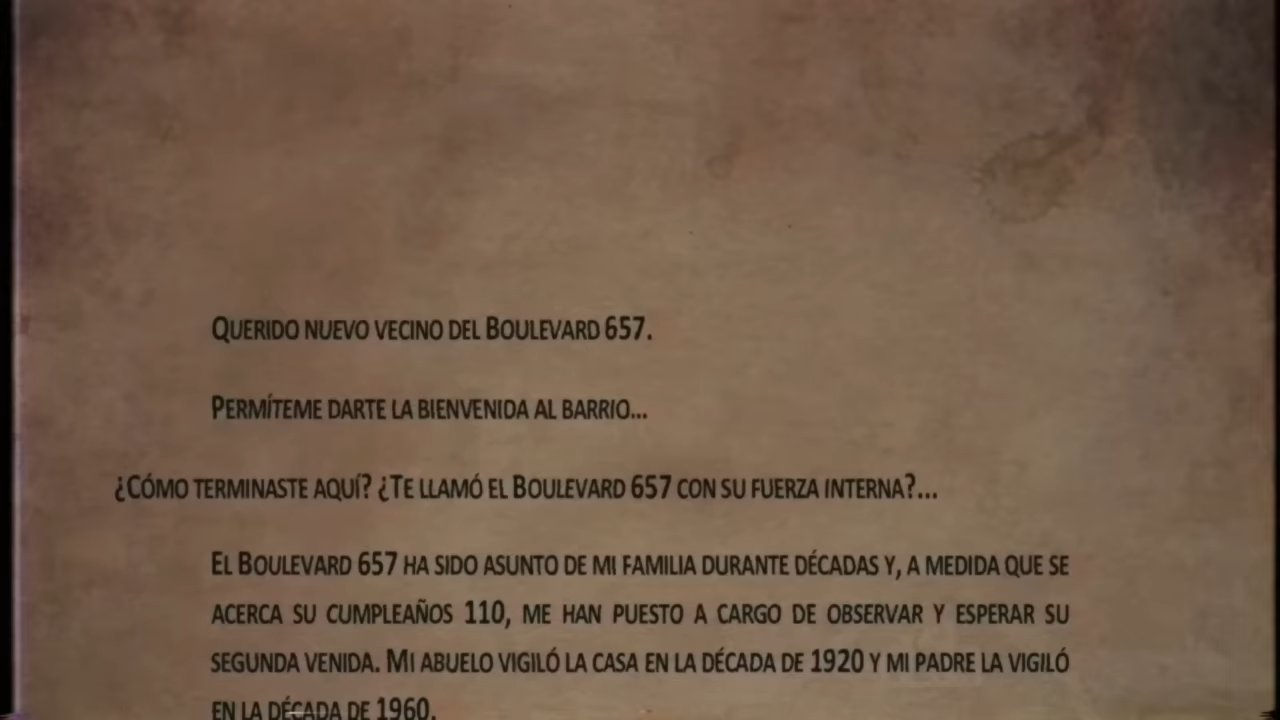 Querido nuevo vecino del Boulevard 657.
Permíteme darte la bienvenida al barrio...
¿Cómo terminaste aquí? ¿Te llamó el Boulevard 657 con su fuerza interna?...
El Boulevard 657 ha sido asunto de mi familia durante décadas y, a medida que se
acerca su cumpleaños 110, me han puesto a cargo de observar y esperar su
segunda venida. Mi abuelo vigiló la casa en la década de 1920 y mi padre la vigiló
en la década de 1960.